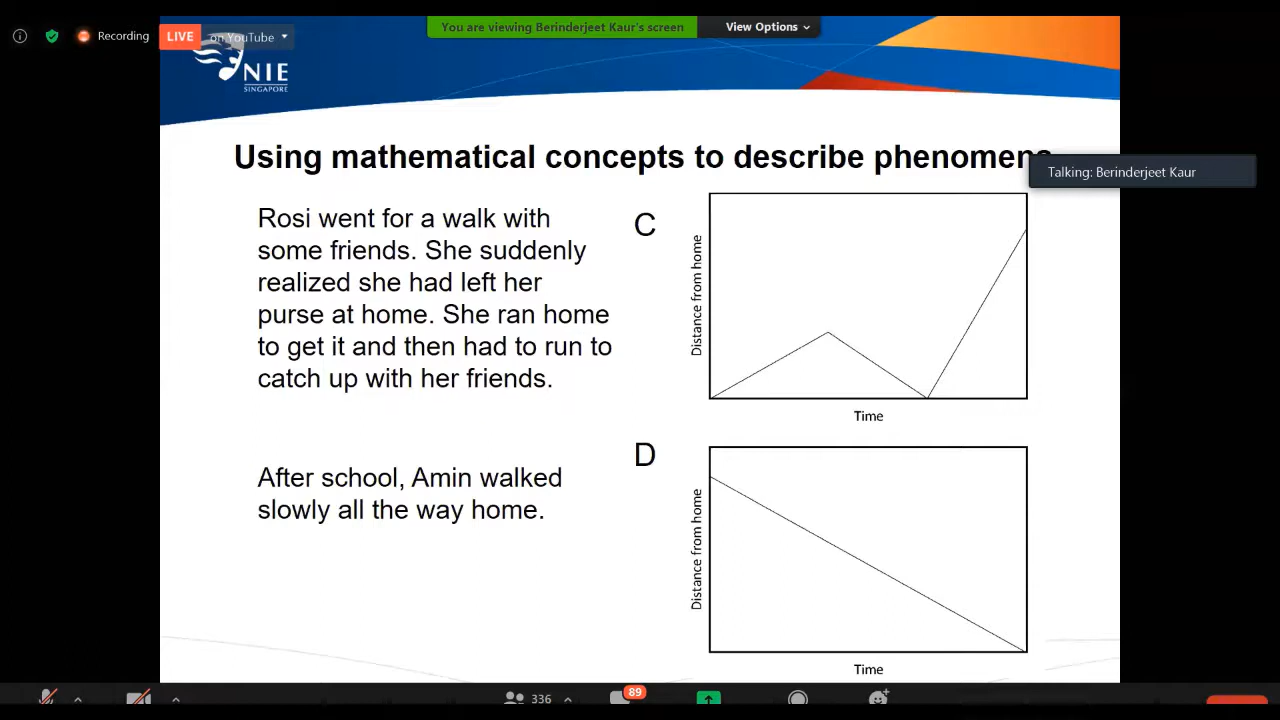 You are viewing Berinderjeet Kaur's screen
View Options
Recording
LIVE
on YouTube
NIE
SINGAPORE
Using mathematical concepts to describe
Talking: Berinderjeet Kaur
Rosi went for a walk with
some friends. She suddenly
realized she had left her
purse at home. She ran home
to get it and then had to run to
catch up with her friends.
C
Distance from home
Time
After school, Amin walked
slowly all the way home.
D
Distance from home
Time
336
89